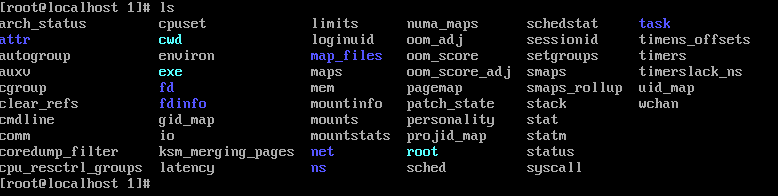 [root@localhost 1]# ls
arch_status cpuset limits numa_maps schedstat task
attr cwd loginuid oom_adj sessionid timens_offsets
autogroup environ map_files oom_score setgroups timers
auxv exe maps oom_score_adj smaps timerslack_ns
cgroup fd mem pagemap smaps_rollup uid_map
clear_refs fdinfo mountinfo patch_state stack wchan
cmdline gid_map mounts personality stat
comm io mountstats projid_map statm
coredump_filter ksm_merging_pages net root status
cpu_resctrl_groups latency ns sched syscall
[root@localhost 1]#